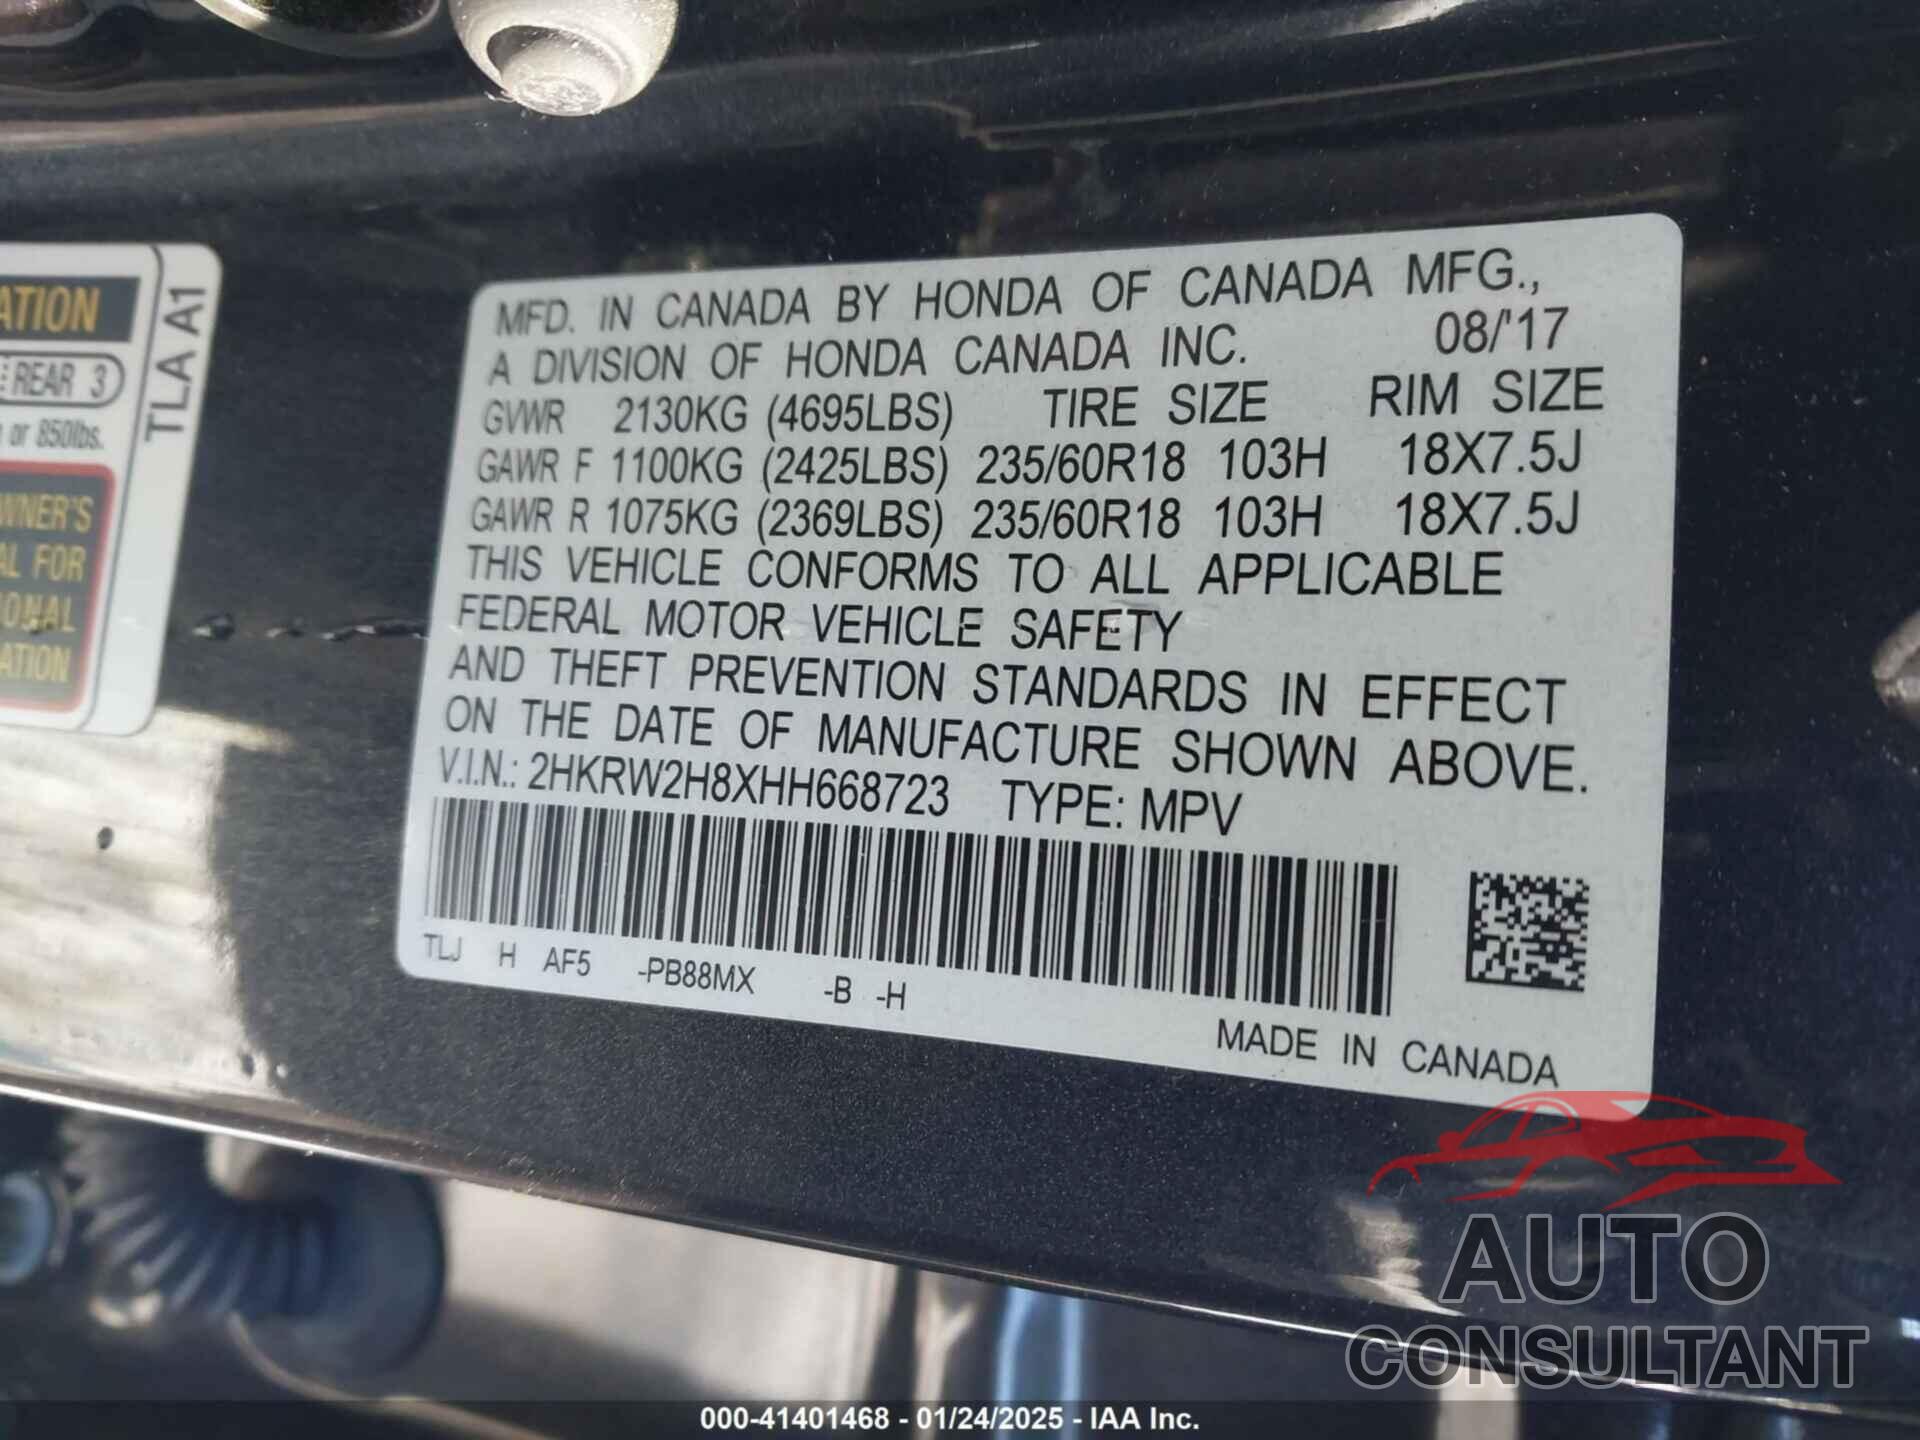 ATION
REAR 3
or 850lbs.
WNER'S
AL FOR
IONAL
ATION
TLA A1
MFD. IN CANADA BY HONDA OF CANADA MFG.,
A DIVISION OF HONDA CANADA INC. 08/'17
GVWR 2130KG (4695LBS) TIRE SIZE RIM SIZE
GAWR F 1100KG (2425LBS) 235/60R18 103H 18X7.5J
GAWR R 1075KG (2369LBS) 235/60R18 103H 18X7.5J
THIS VEHICLE CONFORMS TO ALL APPLICABLE
FEDERAL MOTOR VEHICLE SAFETY
AND THEFT PREVENTION STANDARDS IN EFFECT
ON THE DATE OF MANUFACTURE SHOWN ABOVE.
V.I.N.: 2HKRW2H8XHH668723 TYPE: MPV
TLJ H AF5 -PB88MX -B -H
MADE IN CANADA
AUTO
CONSULTANT
000-41401468 - 01/24/2025 - IAA Inc.